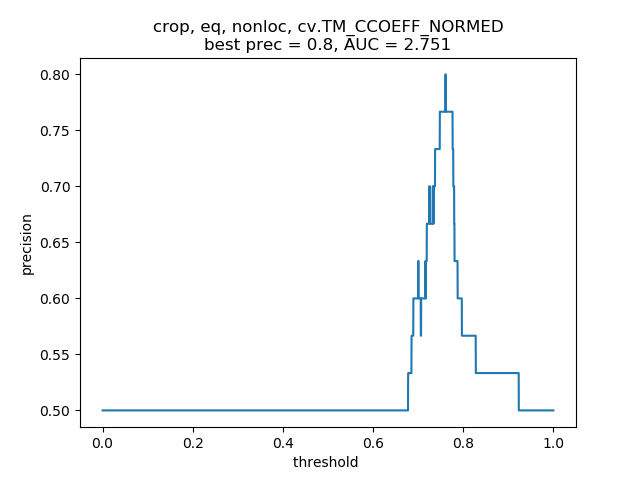 crop, eq, nonloc, cv.TM_CCOEFF_NORMED
best prec = 0.8, AUC = 2.751
0.80
0.75
0.70
0.65
0.60
0.55
0.50
precision
0.0 0.2 0.4 0.6 0.8 1.0
threshold